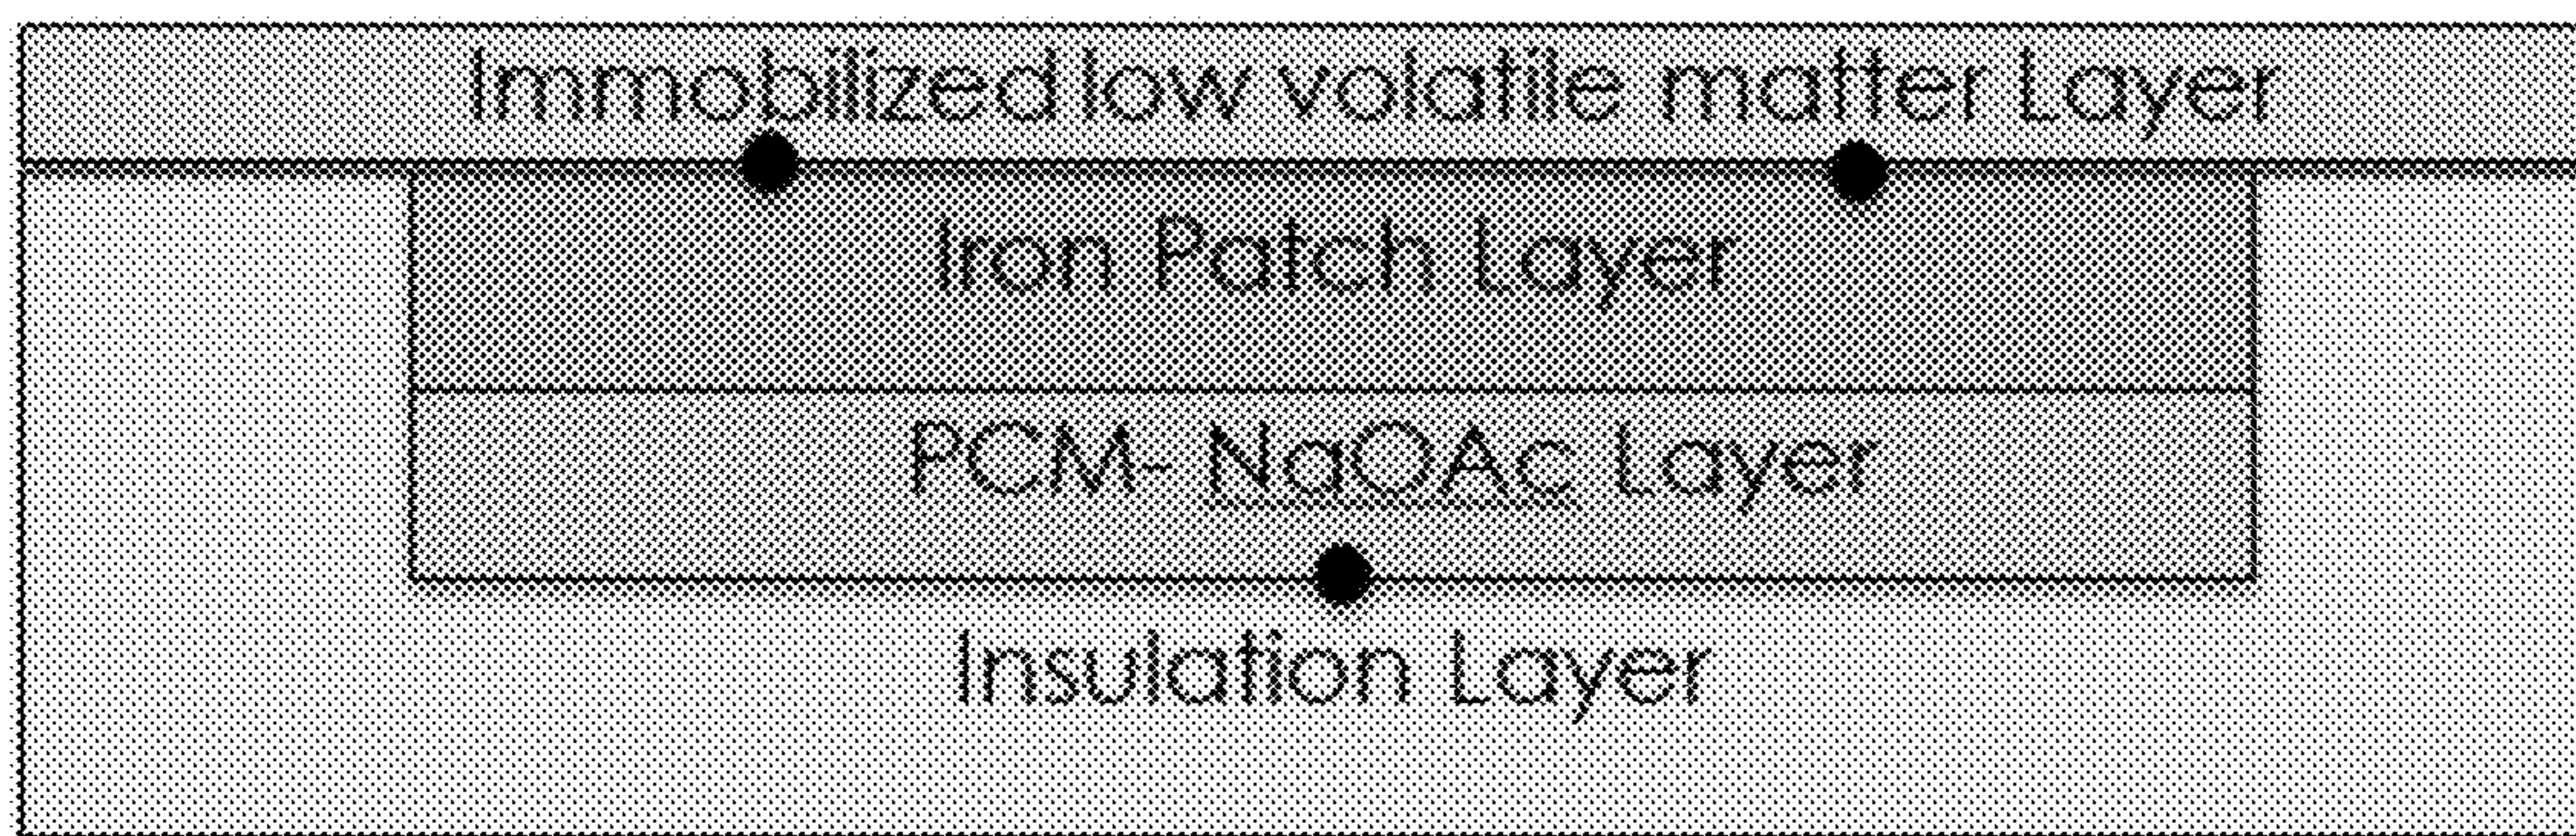 Immobilized low volatile matter Layer
Iron Patch Layer
PCM- NaOAc Layer
Insulation Layer